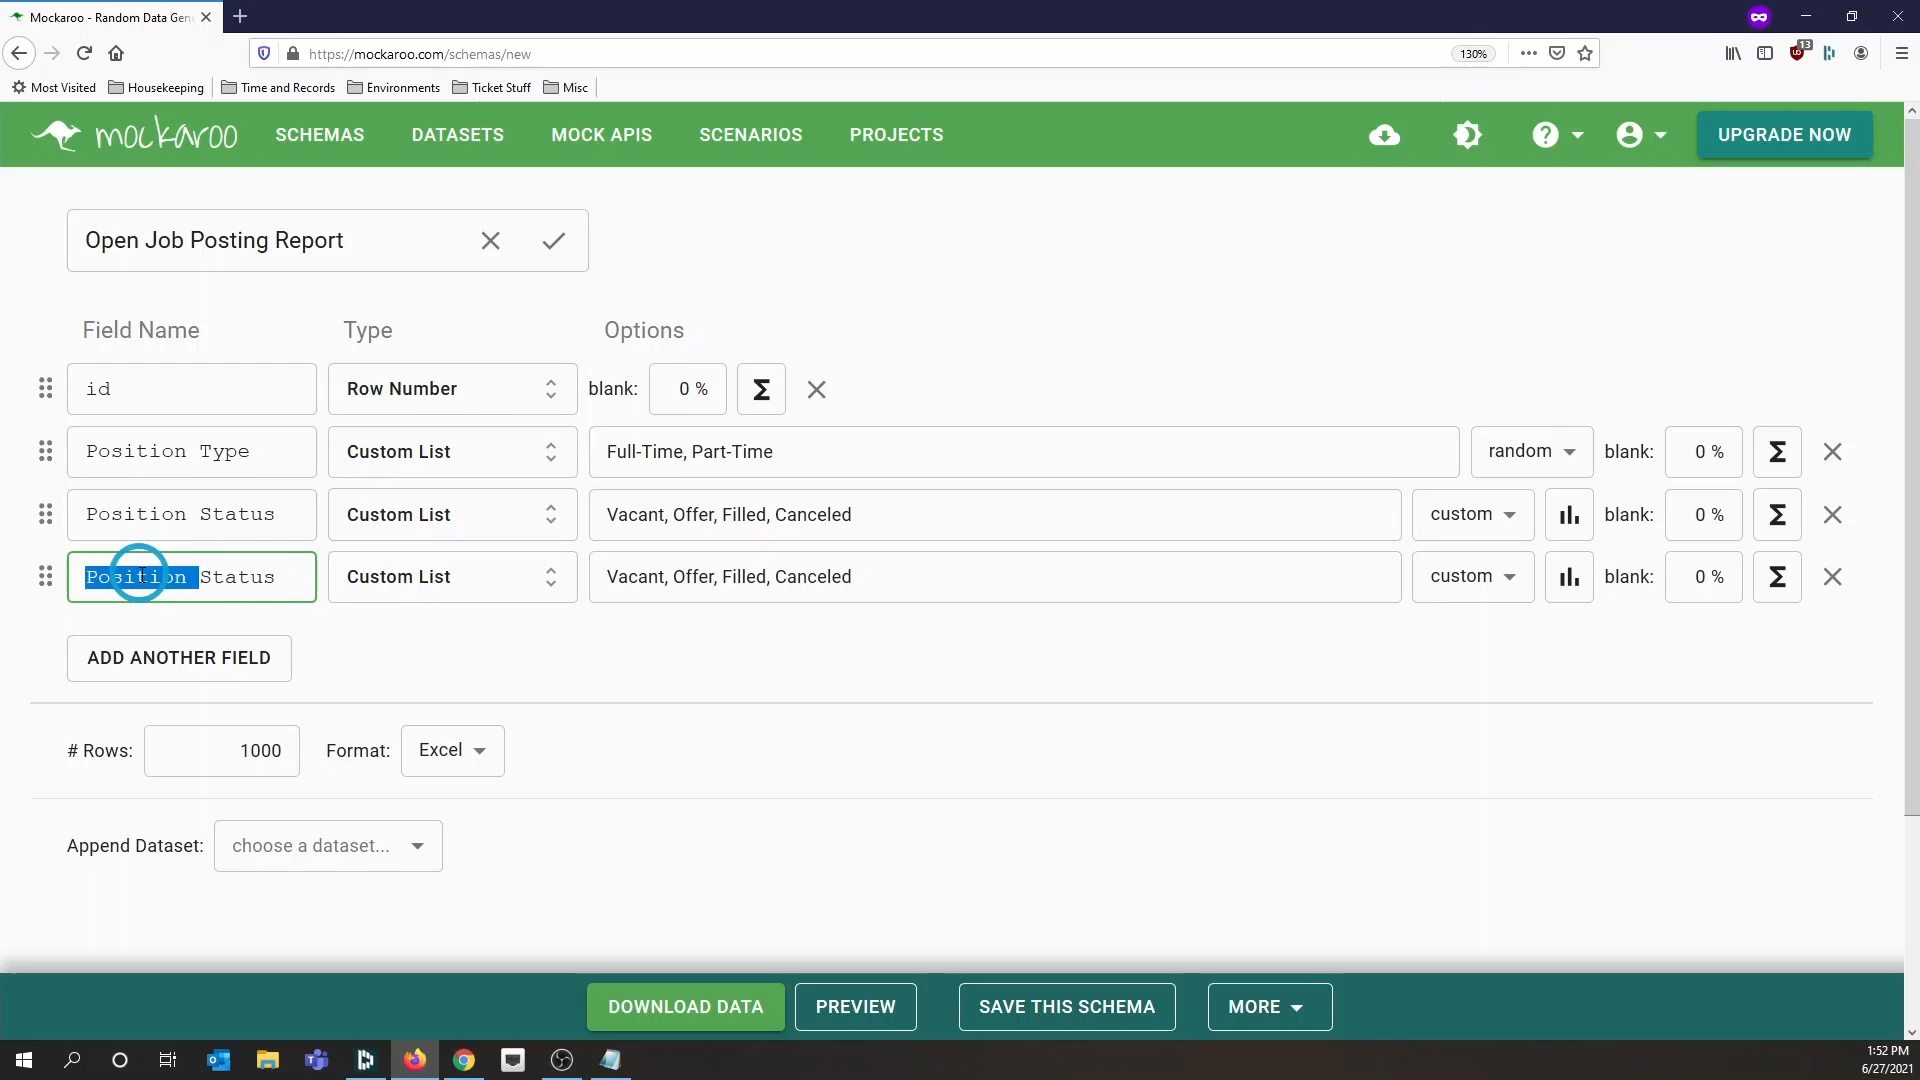 Mockaroo - Random Data Gen
https://mockaroo.com/schemas/new
130%
13
Most Visited
Housekeeping
Time and Records
Environments
Ticket Stuff
Misc
mockaroo
SCHEMAS
DATASETS
MOCK APIS
SCENARIOS
PROJECTS
UPGRADE NOW
Open Job Posting Report
Field Name
Type
Options
id
Row Number
blank:
0 %
Σ
Position Type
Custom List
Full-Time, Part-Time
random
blank:
0 %
Σ
Position Status
Custom List
Vacant, Offer, Filled, Canceled
custom
blank:
0 %
Σ
Position Status
Custom List
Vacant, Offer, Filled, Canceled
custom
blank:
0 %
Σ
ADD ANOTHER FIELD
# Rows:
1000
Format:
Excel
Append Dataset:
choose a dataset...
DOWNLOAD DATA
PREVIEW
SAVE THIS SCHEMA
MORE
1:52 PM
6/27/2021